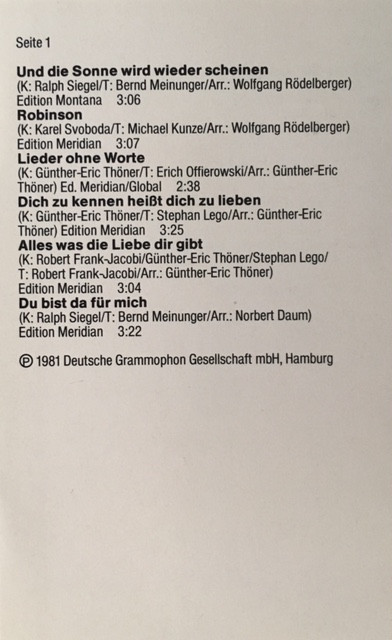 Seite 1
Und die Sonne wird wieder scheinen
(K: Ralph Siegel/T: Bernd Meinunger/Arr.: Wolfgang Rödelberger)
Edition Montana 3:06
Robinson
(K: Karel Svoboda/T: Michael Kunze/Arr.: Wolfgang Rödelberger)
Edition Meridian 3:07
Lieder ohne Worte
(K: Günther-Eric Thöner/T: Erich Offierowski/Arr.: Günther-Eric
Thöner) Ed. Meridian/Global 2:38
Dich zu kennen heißt dich zu lieben
(K: Günther-Eric Thöner/T: Stephan Lego/Arr.: Günther-Eric
Thöner) Edition Meridian 3:25
Alles was die Liebe dir gibt
(K: Robert Frank-Jacobi/Günther-Eric Thöner/Stephan Lego/
T: Robert Frank-Jacobi/Arr.: Günther-Eric Thöner)
Edition Meridian 3:04
Du bist da für mich
(K: Ralph Siegel/T: Bernd Meinunger/Arr.: Norbert Daum)
Edition Meridian 3:22
℗ 1981 Deutsche Grammophon Gesellschaft mbH, Hamburg